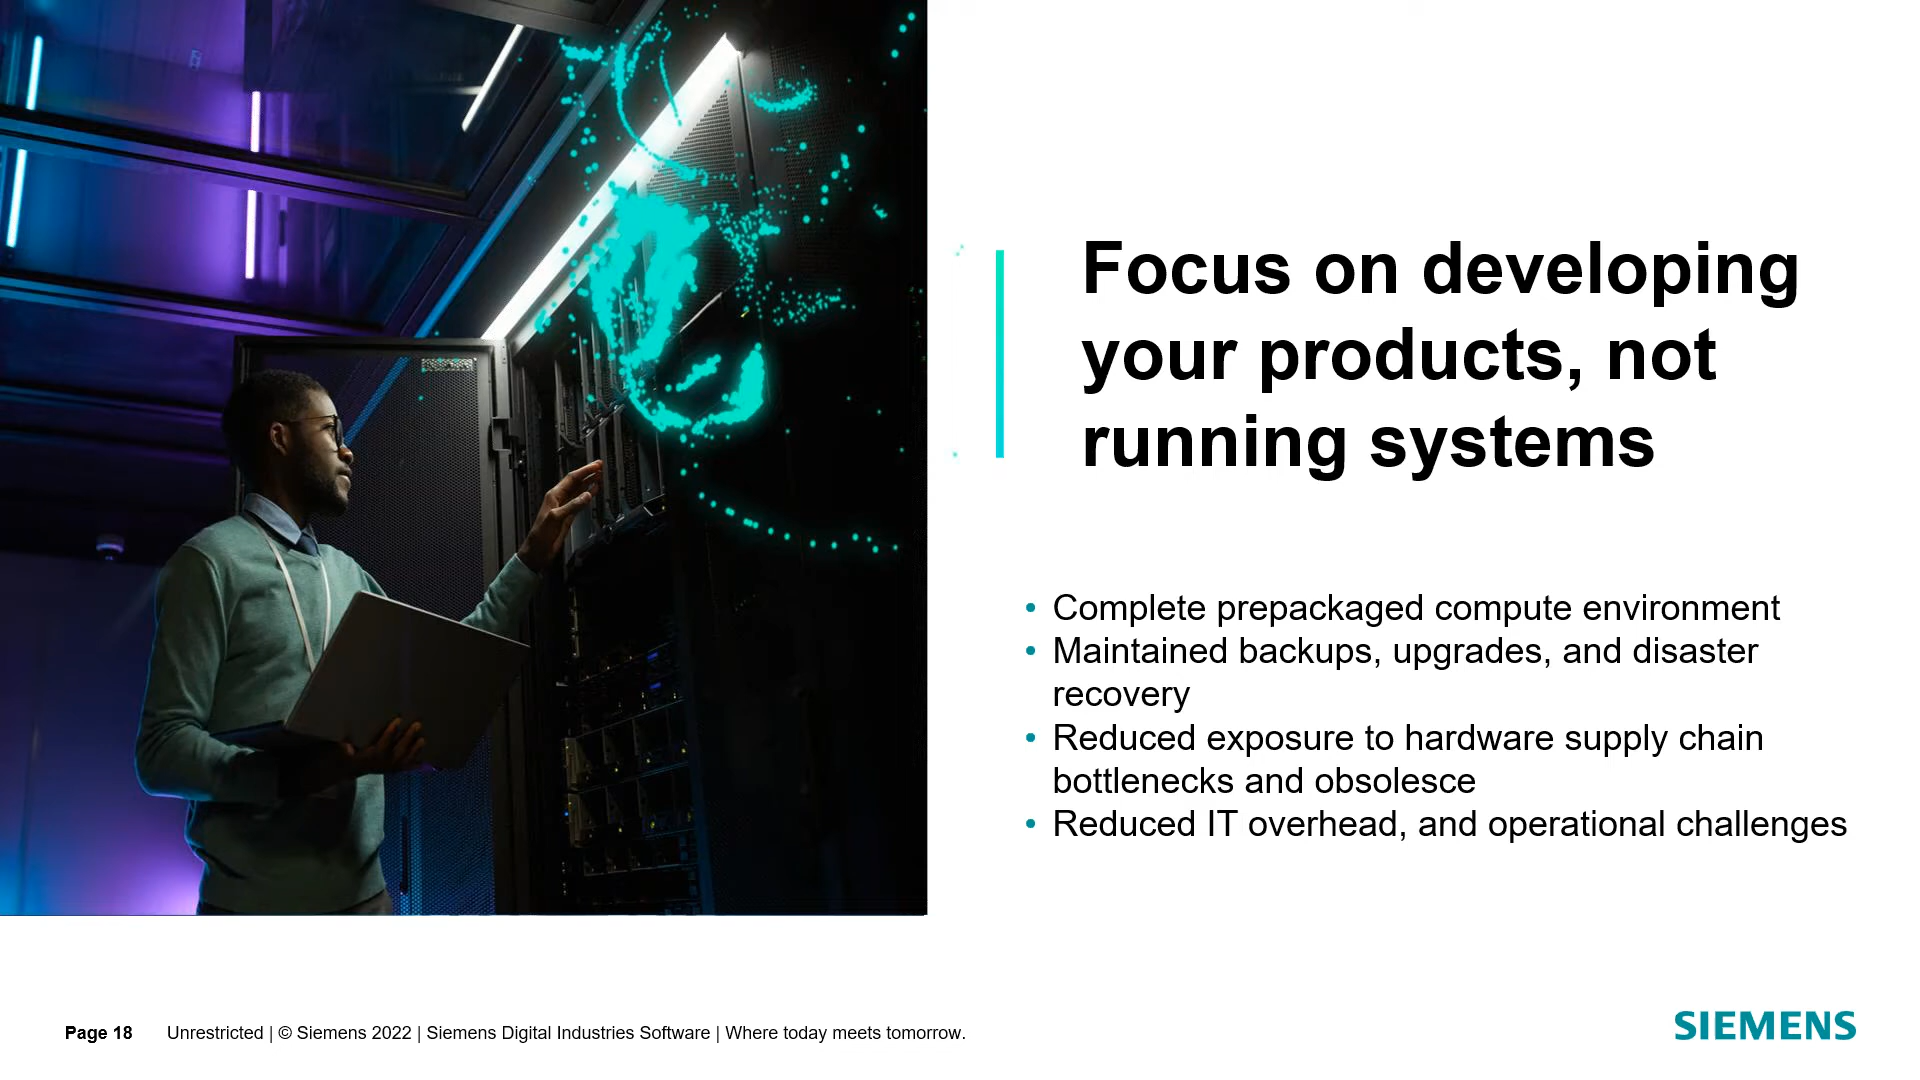 Focus on developing
your products, not
running systems
• Complete prepackaged compute environment
• Maintained backups, upgrades, and disaster
recovery
• Reduced exposure to hardware supply chain
bottlenecks and obsolesce
• Reduced IT overhead, and operational challenges
Page 18 Unrestricted | © Siemens 2022 | Siemens Digital Industries Software | Where today meets tomorrow.
SIEMENS